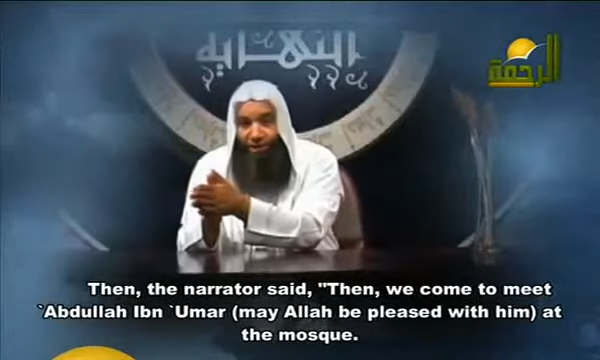 النهاية
الرحمة
Then, the narrator said, "Then, we come to meet
`Abdullah Ibn `Umar (may Allah be pleased with him) at
the mosque.